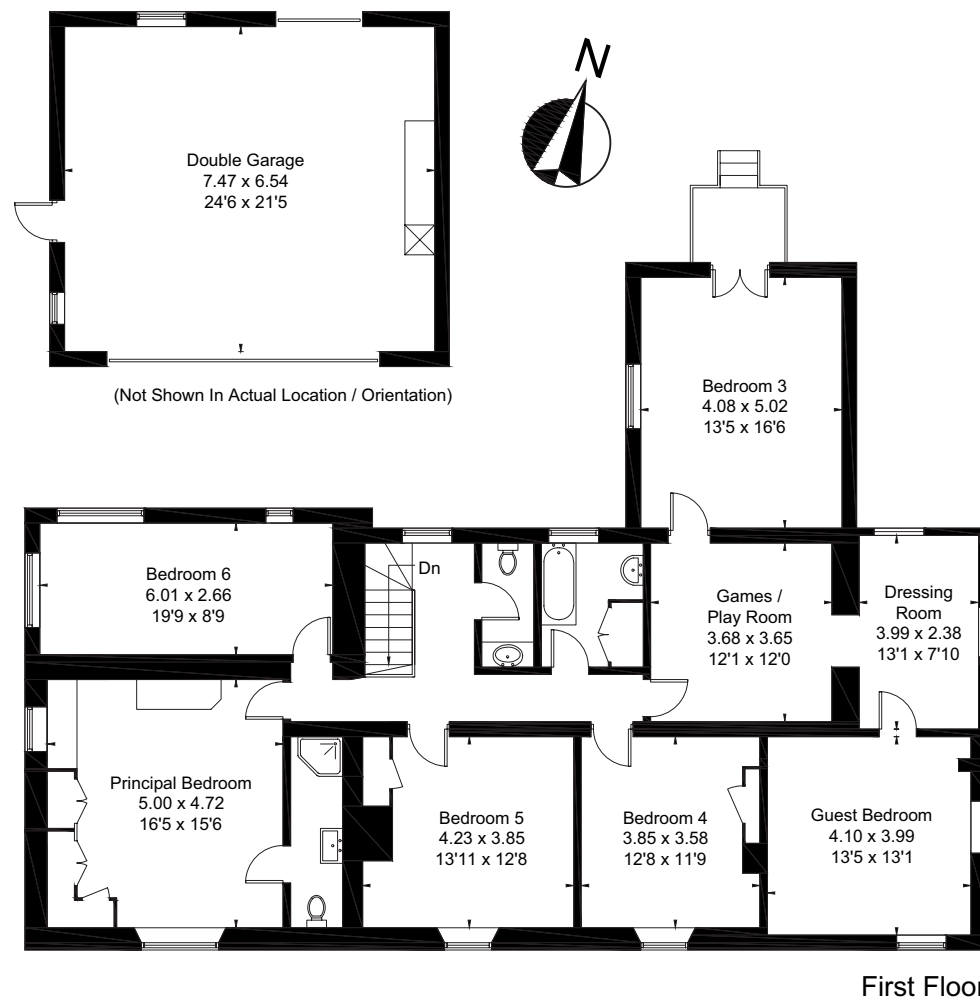 N
Double Garage
7.47 x 6.54
24'6 x 21'5
(Not Shown In Actual Location / Orientation)
Bedroom 3
4.08 x 5.02
13'5 x 16'6
Bedroom 6
6.01 x 2.66
19'9 x 8'9
Dn
Games /
Play Room
3.68 x 3.65
12'1 x 12'0
Dressing
Room
3.99 x 2.38
13'1 x 7'10
Principal Bedroom
5.00 x 4.72
16'5 x 15'6
Bedroom 5
4.23 x 3.85
13'11 x 12'8
Bedroom 4
3.85 x 3.58
12'8 x 11'9
Guest Bedroom
4.10 x 3.99
13'5 x 13'1
First Floor